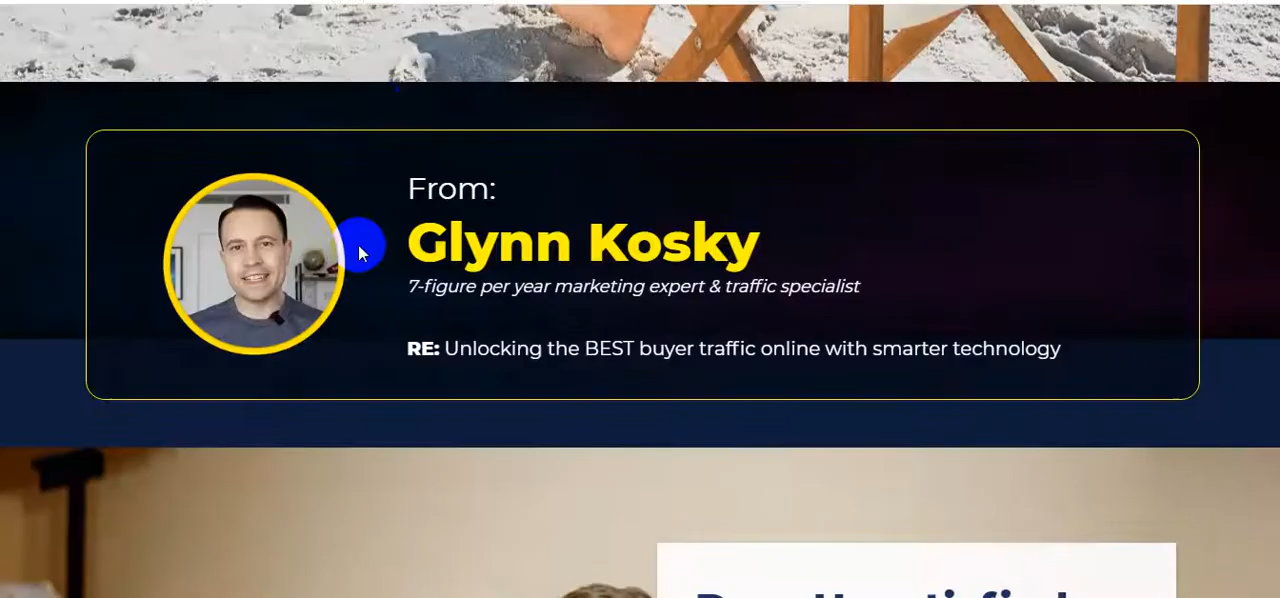 From:
Glynn Kosky
7-figure per year marketing expert & traffic specialist
RE: Unlocking the BEST buyer traffic online with smarter technology